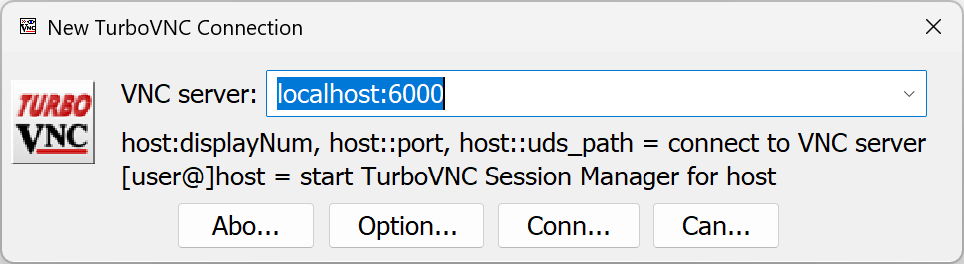 VNC
New TurboVNC Connection
TURBO
VNC
VNC server: localhost:6000
host:displayNum, host::port, host::uds_path = connect to VNC server
[user@]host = start TurboVNC Session Manager for host
Abo... Option... Conn... Can...